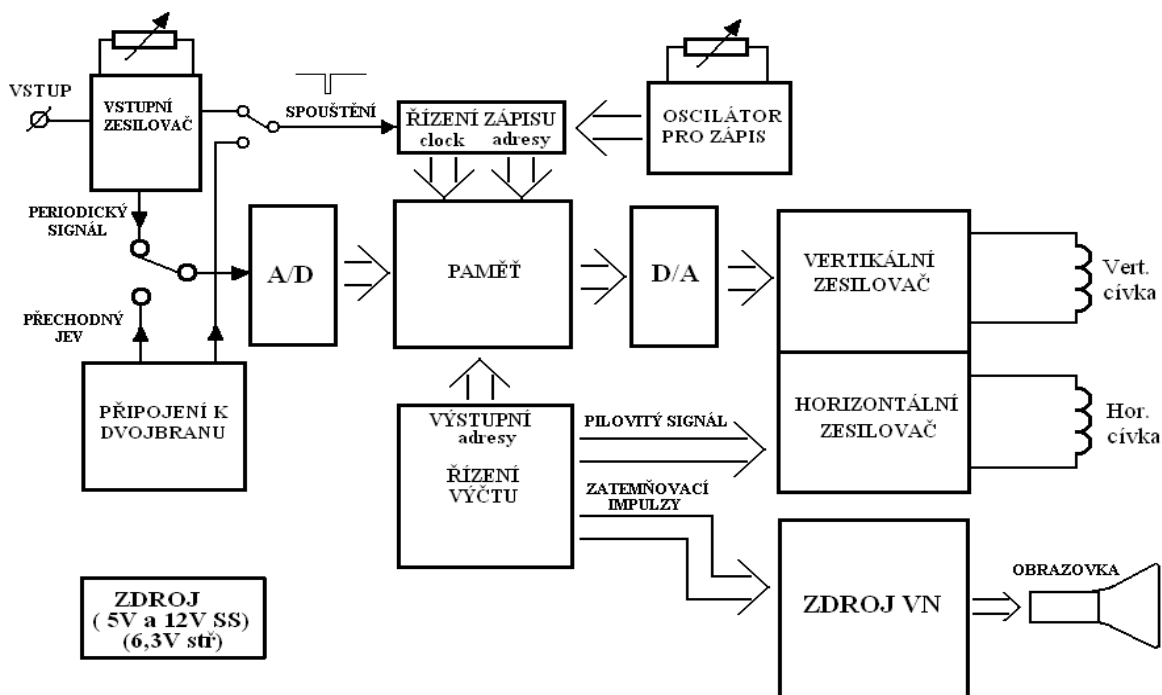 VSTUP
VSTUPNÍ
ZESILOVAČ
SPOUŠTĚNÍ
ŘÍZENÍ ZÁPISU
clock adresy
OSCILÁTOR
PRO ZÁPIS
PERIODICKÝ
SIGNÁL
A/D
PAMĚŤ
D/A
VERTIKÁLNÍ
ZESILOVAČ
Vert.
cívka
PŘECHODNÝ
JEV
PŘIPOJENÍ K
DVOJBRANU
VÝSTUPNÍ
adresy
ŘÍZENÍ
VÝČTU
PILOVITÝ SIGNÁL
HORIZONTÁLNÍ
ZESILOVAČ
Hor.
cívka
ZATEMŇOVACÍ
IMPULZY
ZDROJ
( 5V a 12V SS)
(6,3V stř)
ZDROJ VN
OBRAZOVKA